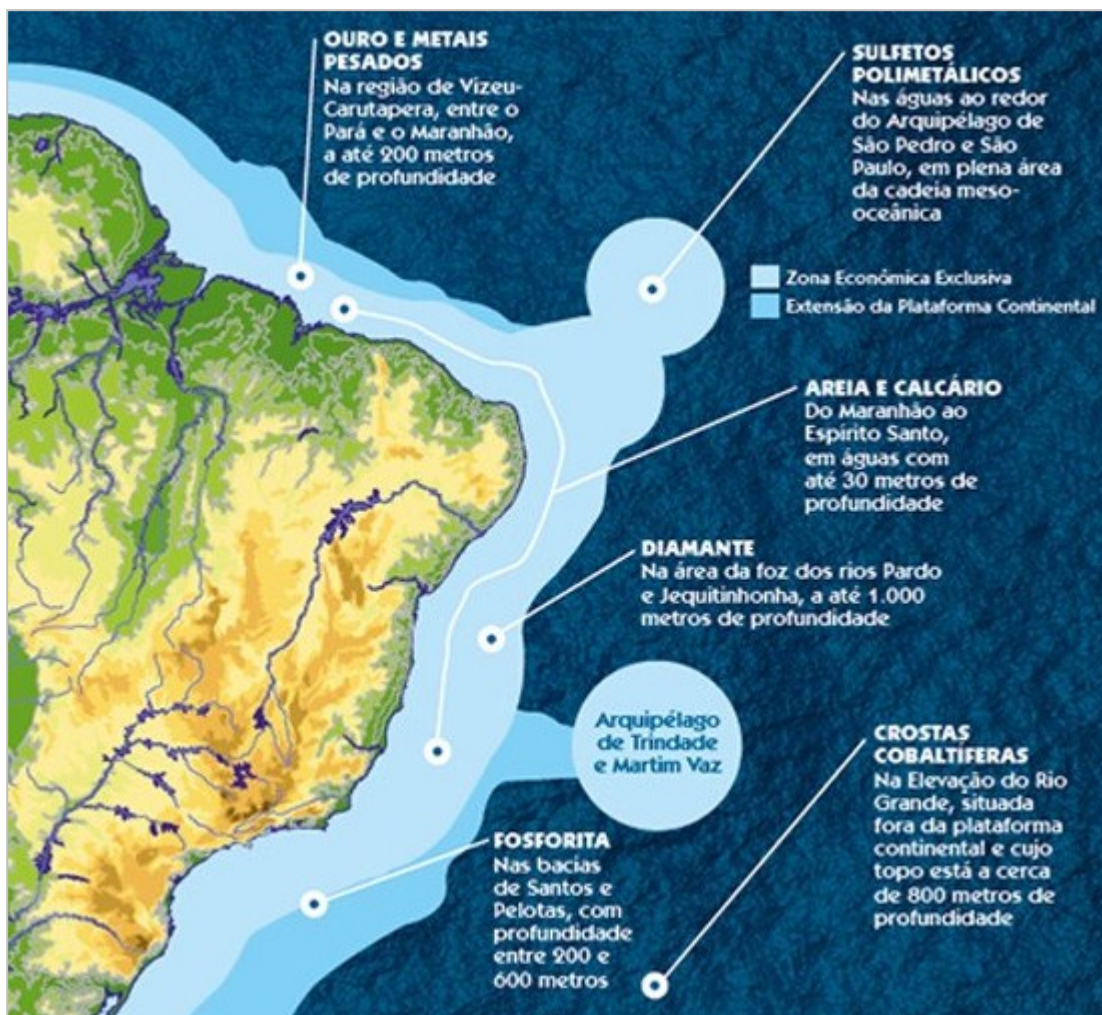 OURO E METAIS
PESADOS
Na região de Vizeu-
Carutapera, entre o
Pará e o Maranhão,
a até 200 metros
de profundidade
SULFETOS
POLIMETÁLICOS
Nas águas ao redor
do Arquipélago de
São Pedro e São
Paulo, em plena área
da cadeia meso-
oceânica
Zona Econômica Exclusiva
Extensão da Plataforma Continental
AREIA E CALCÁRIO
Do Maranhão ao
Espírito Santo,
em águas com
até 30 metros de
profundidade
DIAMANTE
Na área da foz dos rios Pardo
e Jequitinhonha, a até 1.000
metros de profundidade
Arquipélago
de Trindade
e Martim Vaz
CROSTAS
COBALTÍFERAS
Na Elevação do Rio
Grande, situada
fora da plataforma
continental e cujo
topo está a cerca
de 800 metros de
profundidade
FOSFORITA
Nas bacias
de Santos e
Pelotas, com
profundidade
entre 200 e
600 metros